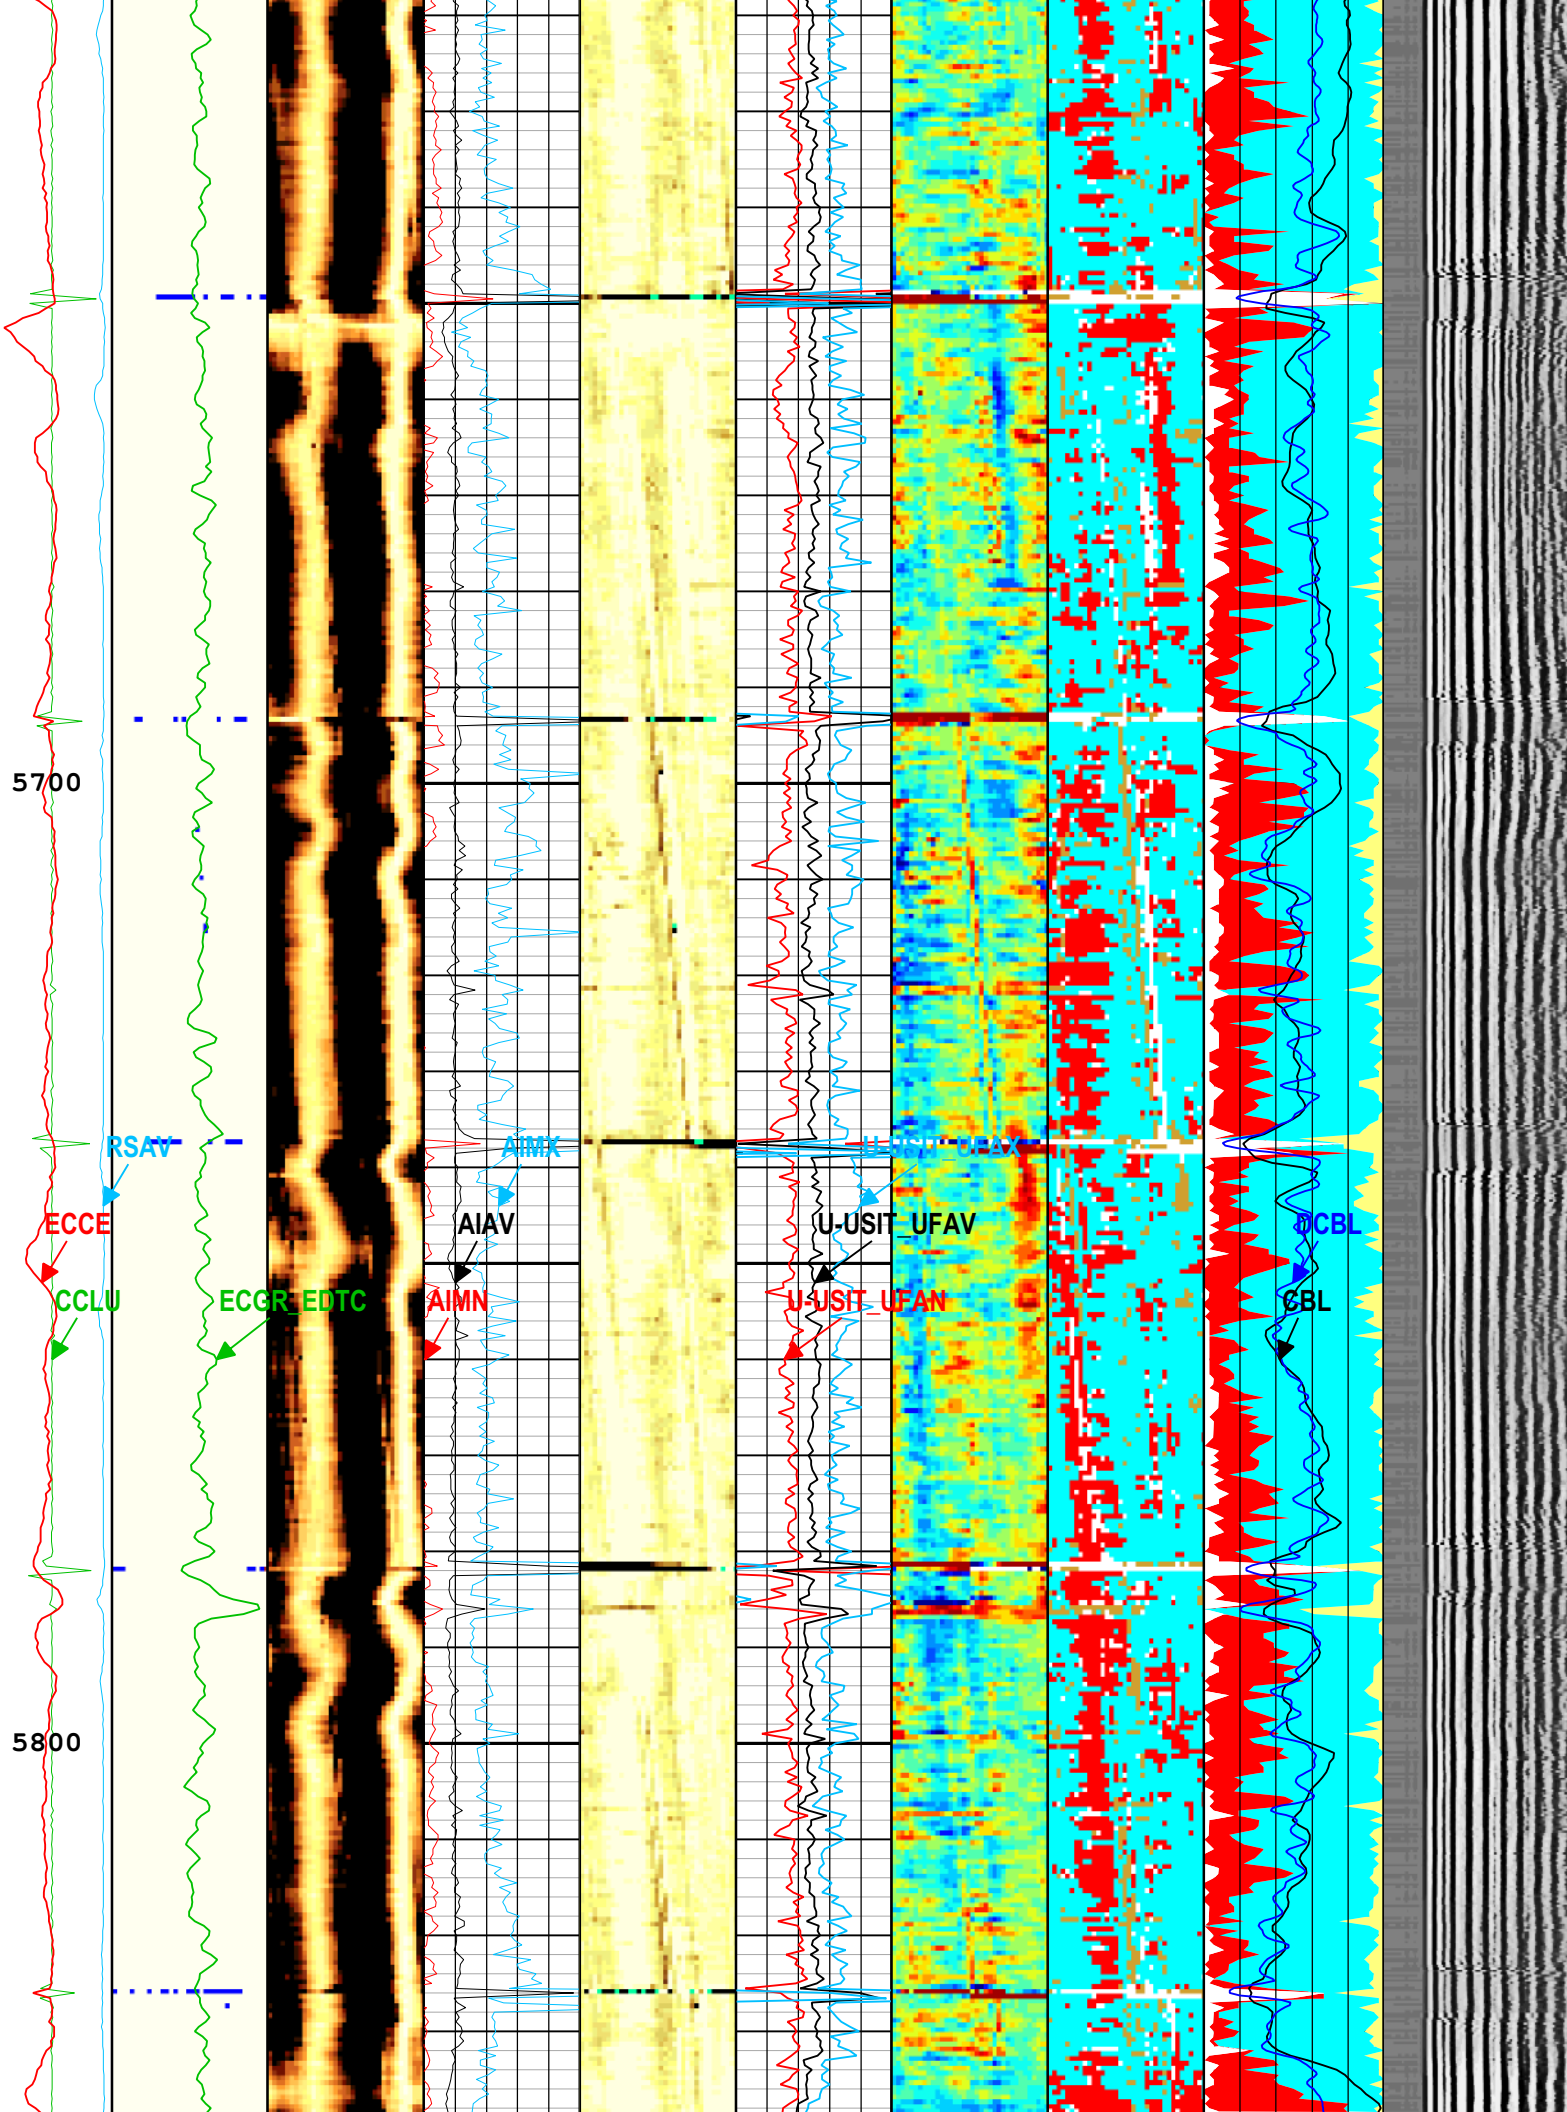 5700
RSAV
AIMX
U-USIT_UFAX
ECCE
AIAV
U-USIT_UFAV
DCBL
CCLU
ECGR_EDTC
AIMN
U-USIT_UFAN
CBL
5800